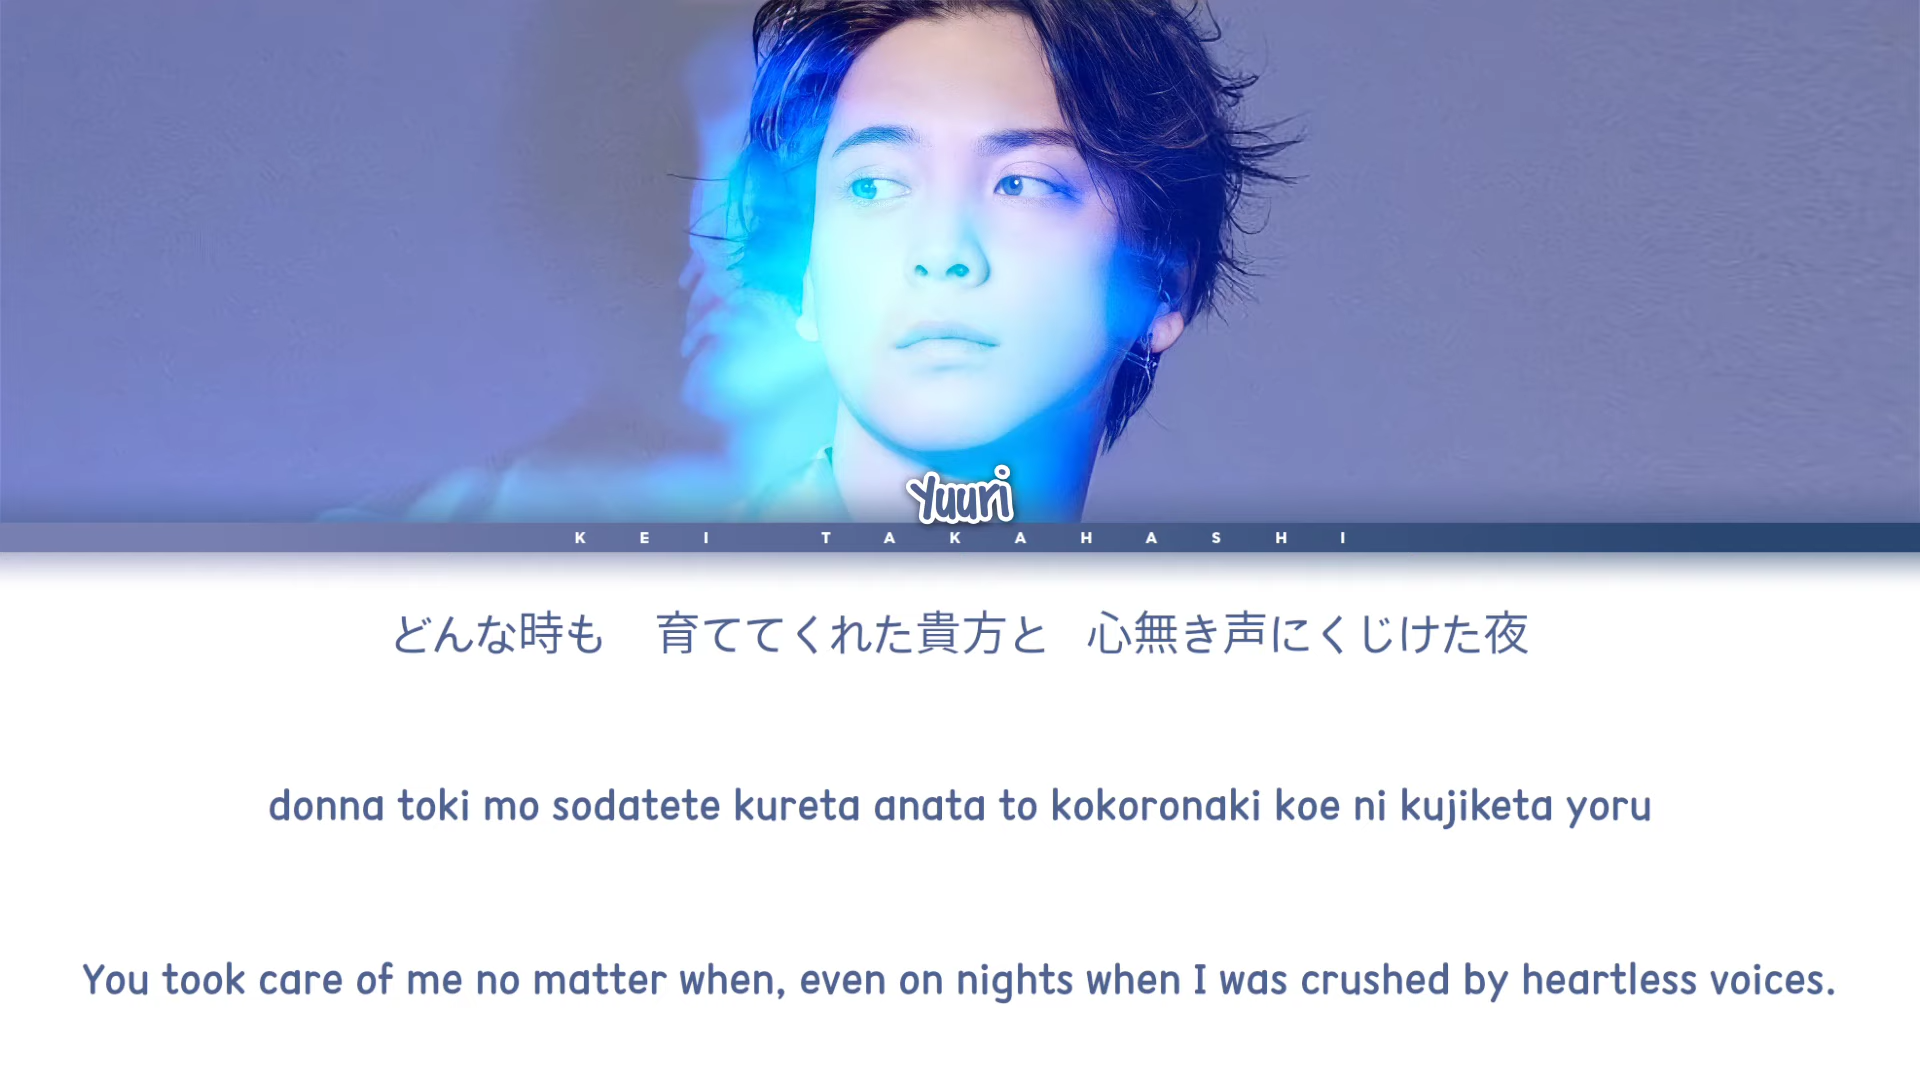 Yuuri
KEI TAKAHASHI
どんな時も 育ててくれた貴方と 心無き声にくじけた夜
donna toki mo sodatete kureta anata to kokoronaki koe ni kujiketa yoru
You took care of me no matter when, even on nights when I was crushed by heartless voices.